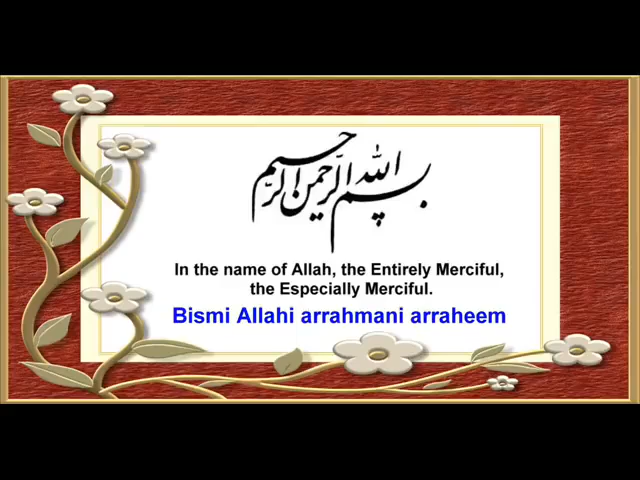 بسم الله الرحمن الرحيم
In the name of Allah, the Entirely Merciful,
the Especially Merciful.
Bismi Allahi arrahmani arraheem